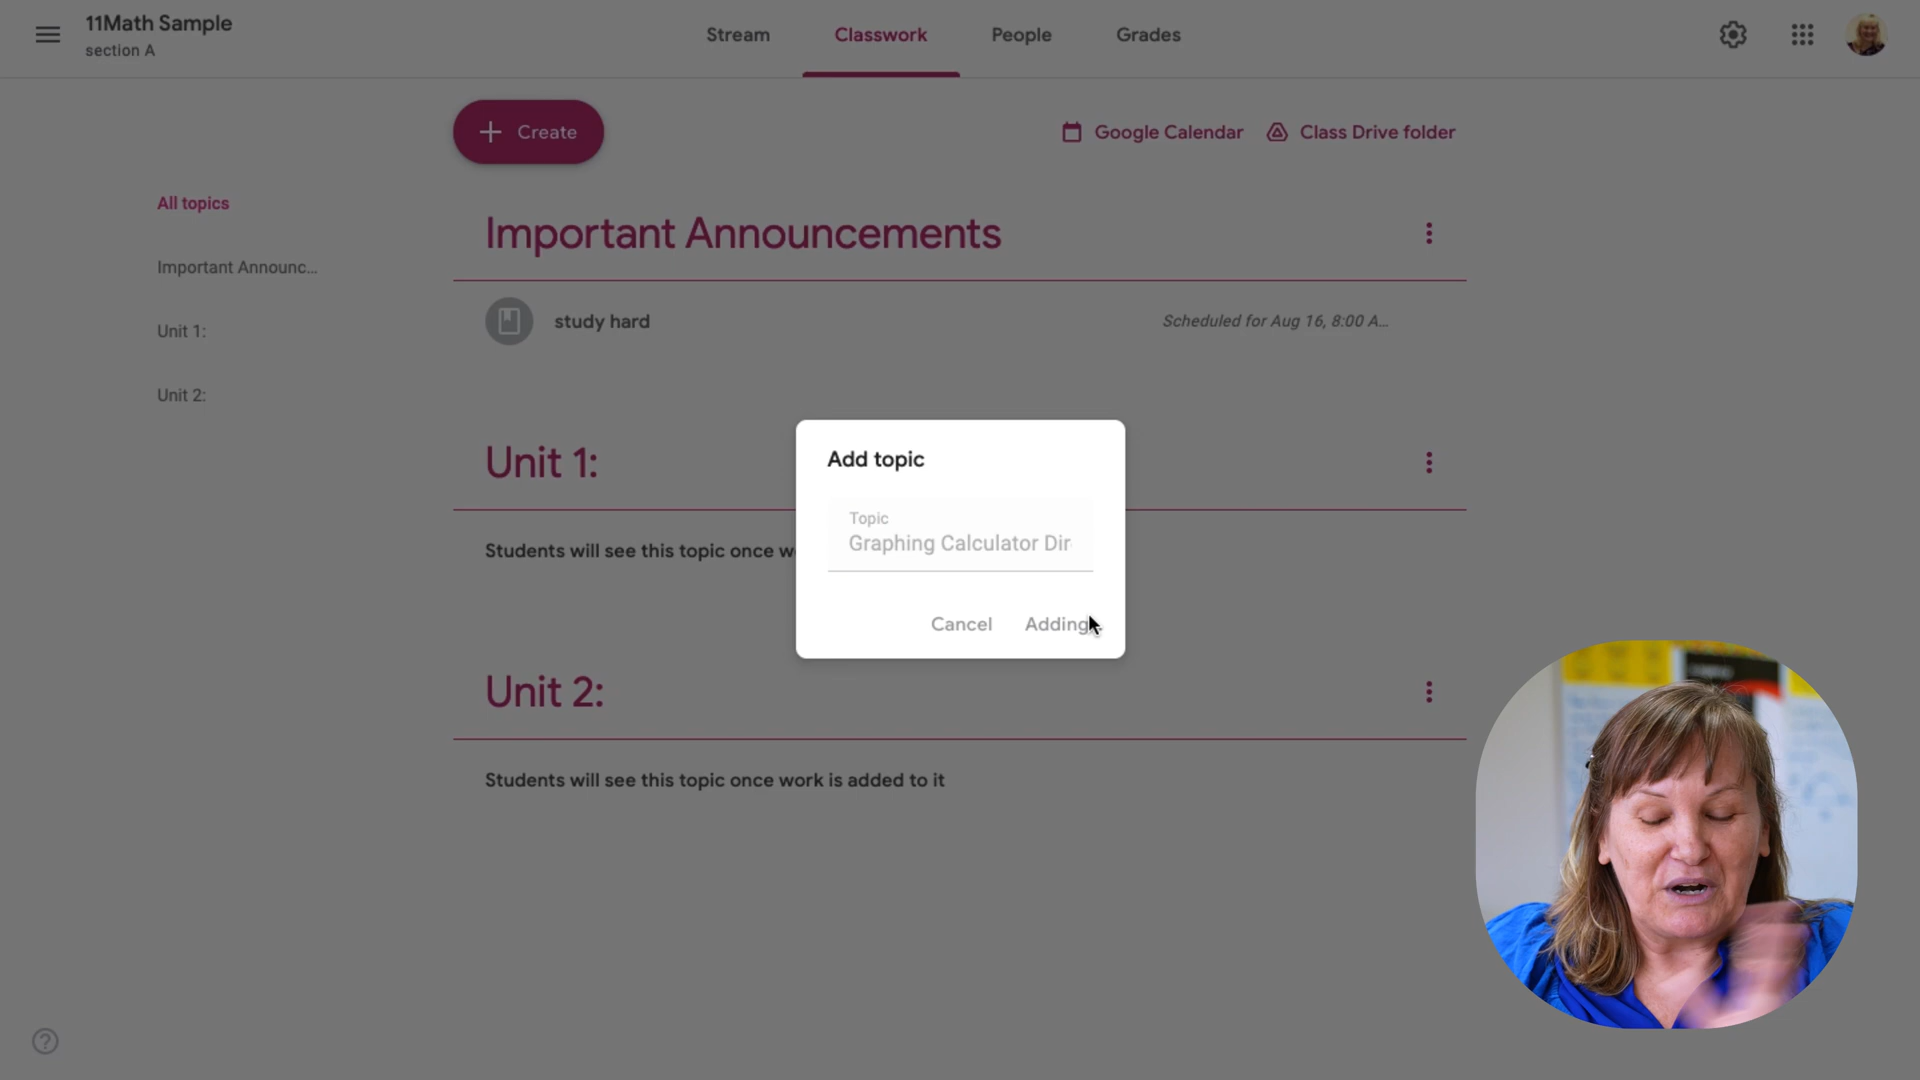 11Math Sample
section A
Stream
Classwork
People
Grades
Create
Google Calendar
Class Drive folder
All topics
Important Announc...
Unit 1:
Unit 2:
Important Announcements
study hard
Scheduled for Aug 16, 8:00 A...
Unit 1:
Students will see this topic once
Unit 2:
Students will see this topic once work is added to it
Add topic
Topic
Graphing Calculator Dir
Cancel
Adding